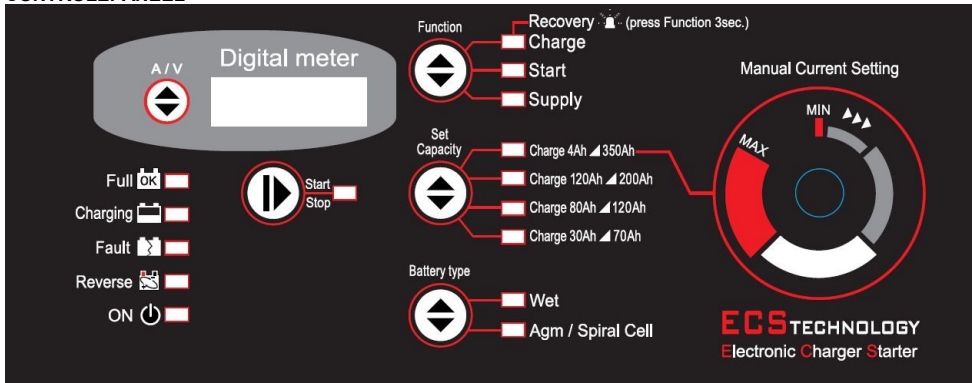 Function
Recovery (press Function 3sec.)
Charge
Start
Supply
A / V
Digital meter
Manual Current Setting
MIN
MAX
Set
Capacity
Charge 4Ah 350Ah
Charge 120Ah 200Ah
Charge 80Ah 120Ah
Charge 30Ah 70Ah
Full OK
Charging
Fault
Reverse
ON
Start
Stop
Battery type
Wet
Agm / Spiral Cell
ECS TECHNOLOGY
Electronic Charger Starter